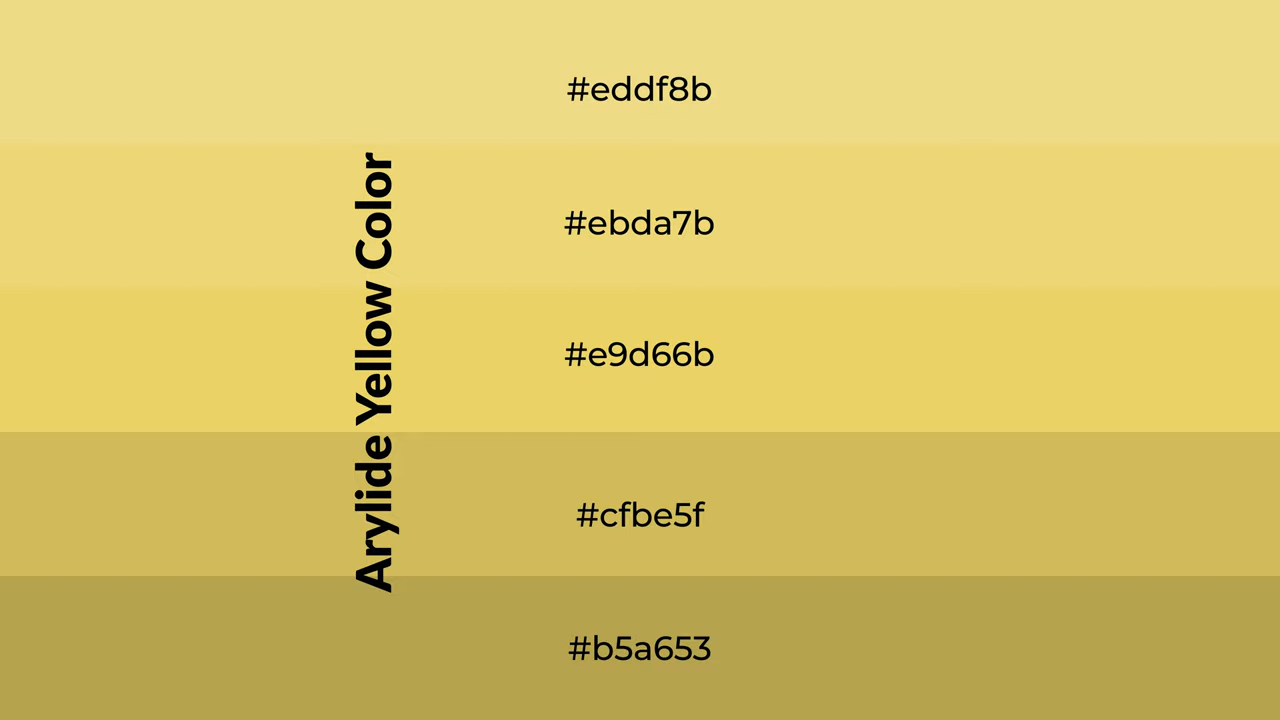 Arylide Yellow Color
#eddf8b
#ebda7b
#e9d66b
#cfbe5f
#b5a653